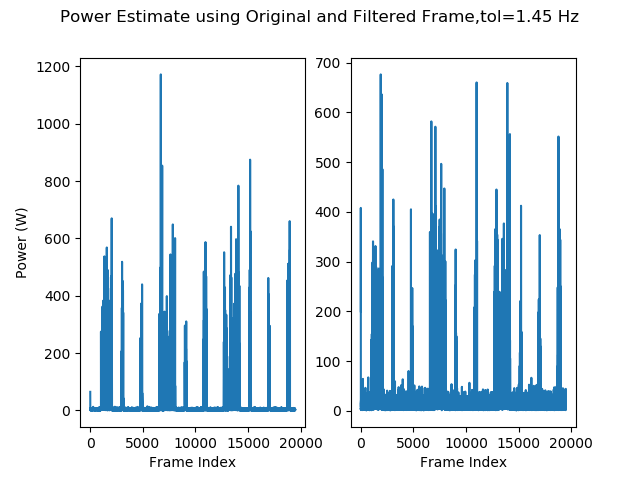 Power Estimate using Original and Filtered Frame,tol=1.45 Hz
Power (W)
1200
1000
800
600
400
200
0
0 5000 10000 15000 20000
Frame Index
700
600
500
400
300
200
100
0
0 5000 10000 15000 20000
Frame Index